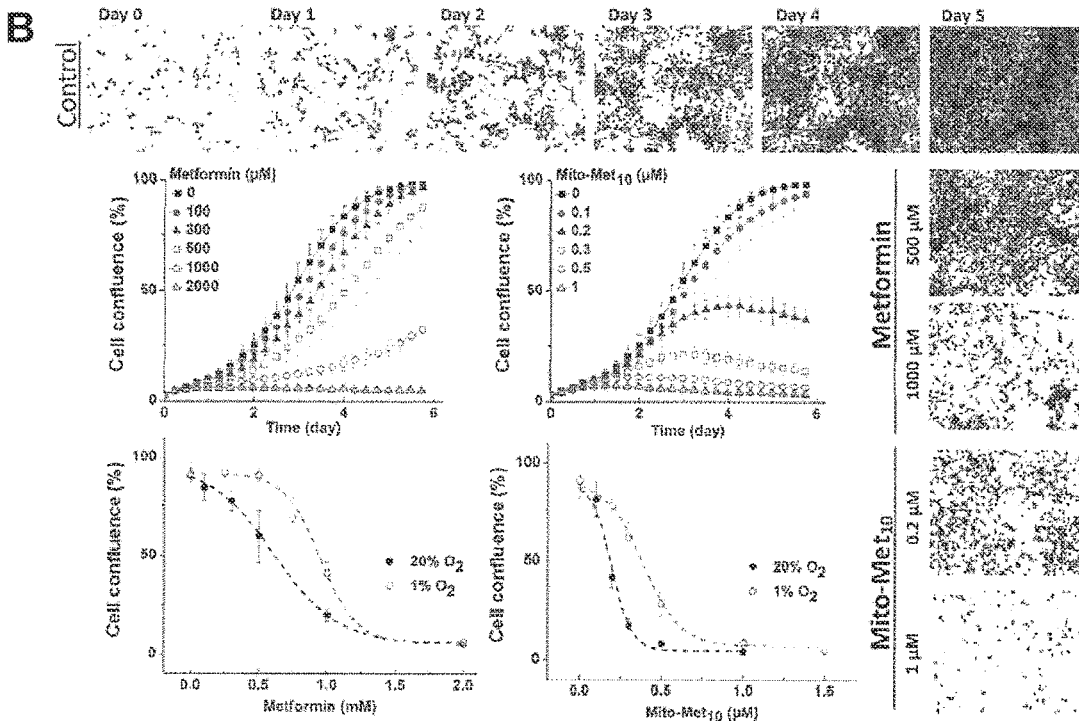 B
Day 0 Day 1 Day 2 Day 3 Day 4 Day 5
Control
Metformin (µM)
0
100
300
500
1000
2000
Cell confluence (%)
100
50
0
0 2 4 6
Time (day)
Mito-Met10 (µM)
0
0.1
0.2
0.3
0.5
1
Cell confluence (%)
100
50
0
0 2 4 6
Time (day)
Metformin
500 µM
1000 µM
Cell confluence (%)
100
50
0
20% O2
1% O2
0.0 0.5 1.0 1.5 2.0
Metformin (mM)
Cell confluence (%)
100
50
0
20% O2
1% O2
0.0 0.5 1.0 1.5
Mito-Met10 (µM)
Mito-Met10
0.2 µM
1 µM